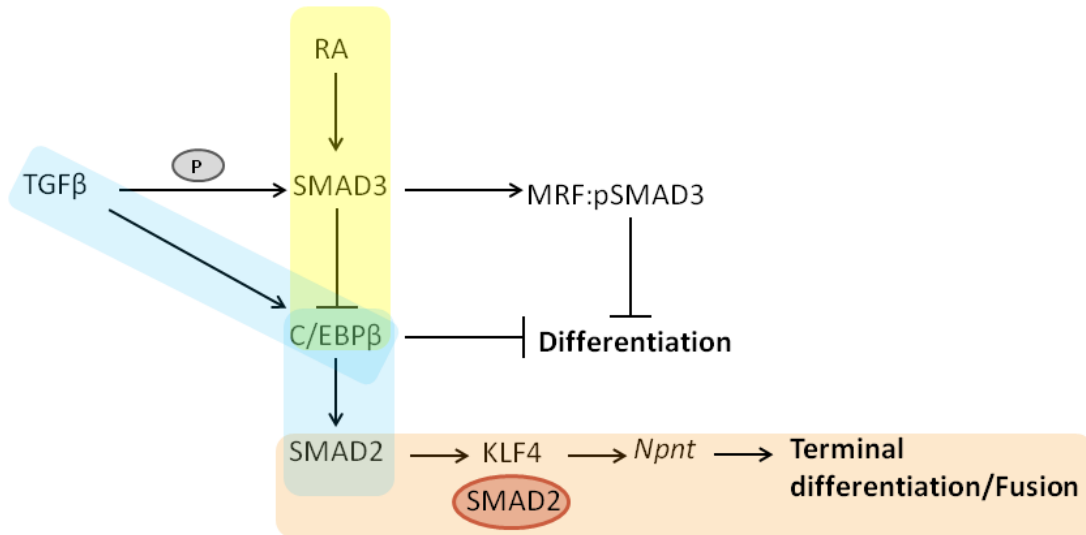 RA
P
TGFβ
SMAD3
MRF:pSMAD3
C/EBPβ
Differentiation
SMAD2
KLF4
Npnt
Terminal
differentiation/Fusion
SMAD2